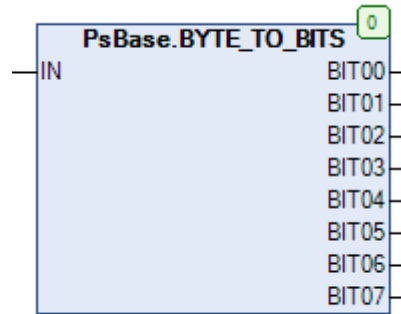 0
PsBase.BYTE_TO_BITS
IN BIT00
BIT01
BIT02
BIT03
BIT04
BIT05
BIT06
BIT07